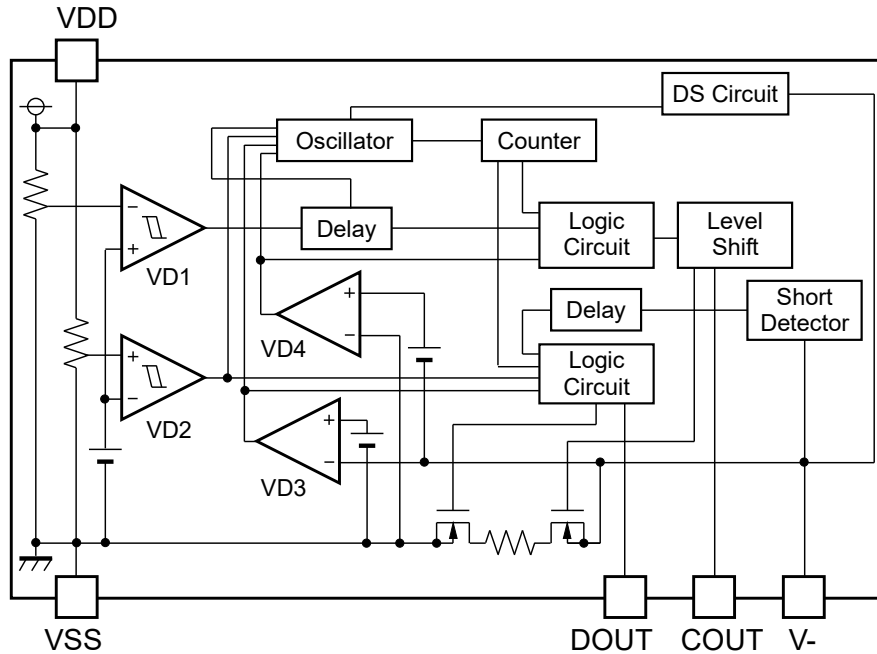 VDD
DS Circuit
Oscillator
Counter
−
+
VD1
Delay
Logic
Circuit
Level
Shift
+
−
VD4
Delay
Short
Detector
+
−
VD2
Logic
Circuit
+
−
VD3
VSS
DOUT
COUT
V-